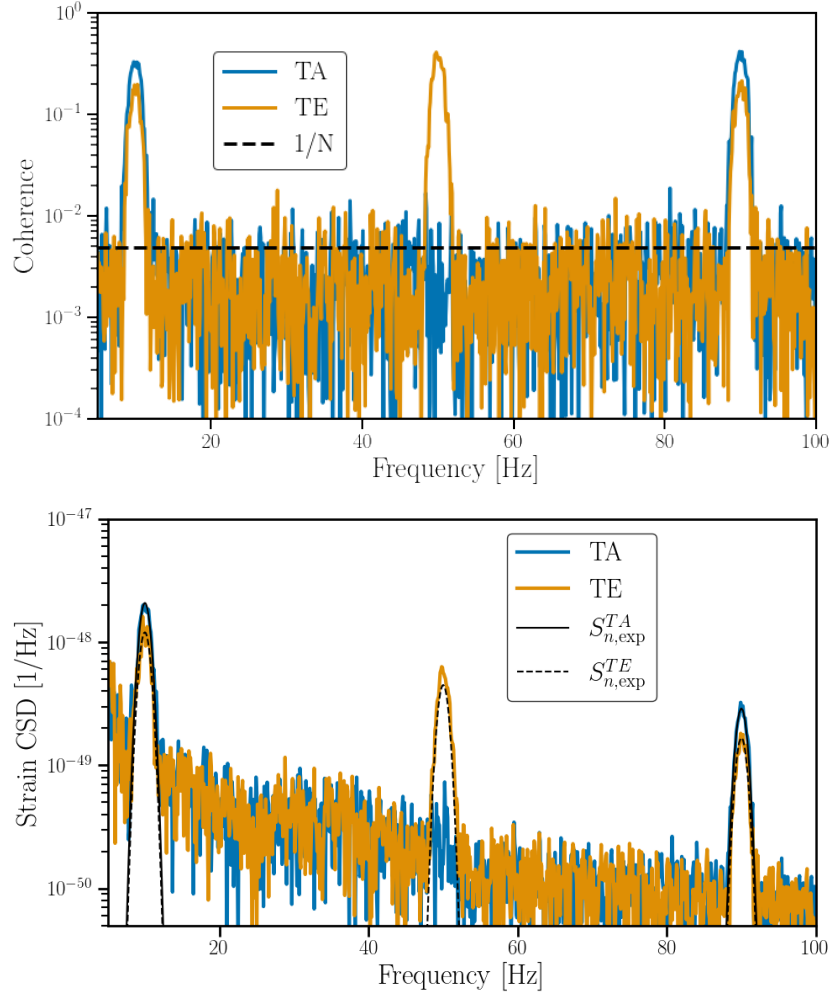 10⁰
10⁻¹
10⁻²
10⁻³
10⁻⁴
Coherence
TA
TE
1/N
20
40
60
80
100
Frequency [Hz]
10⁻⁴⁷
10⁻⁴⁸
10⁻⁴⁹
10⁻⁵⁰
Strain CSD [1/Hz]
TA
TE
S_{n,exp}^{TA}
S_{n,exp}^{TE}
20
40
60
80
100
Frequency [Hz]